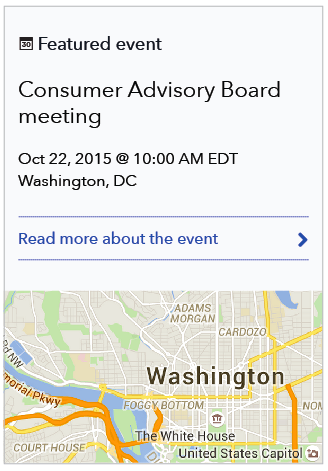 30 Featured event
Consumer Advisory Board
meeting
Oct 22, 2015 @ 10:00 AM EDT
Washington, DC
Read more about the event
ADAMS
MORGAN
CARDOZO
Rd NW
Washington
morial Pkwy
FOGGY BOTTOM
The White House
COURT HOUSE
United States Capitol
NO